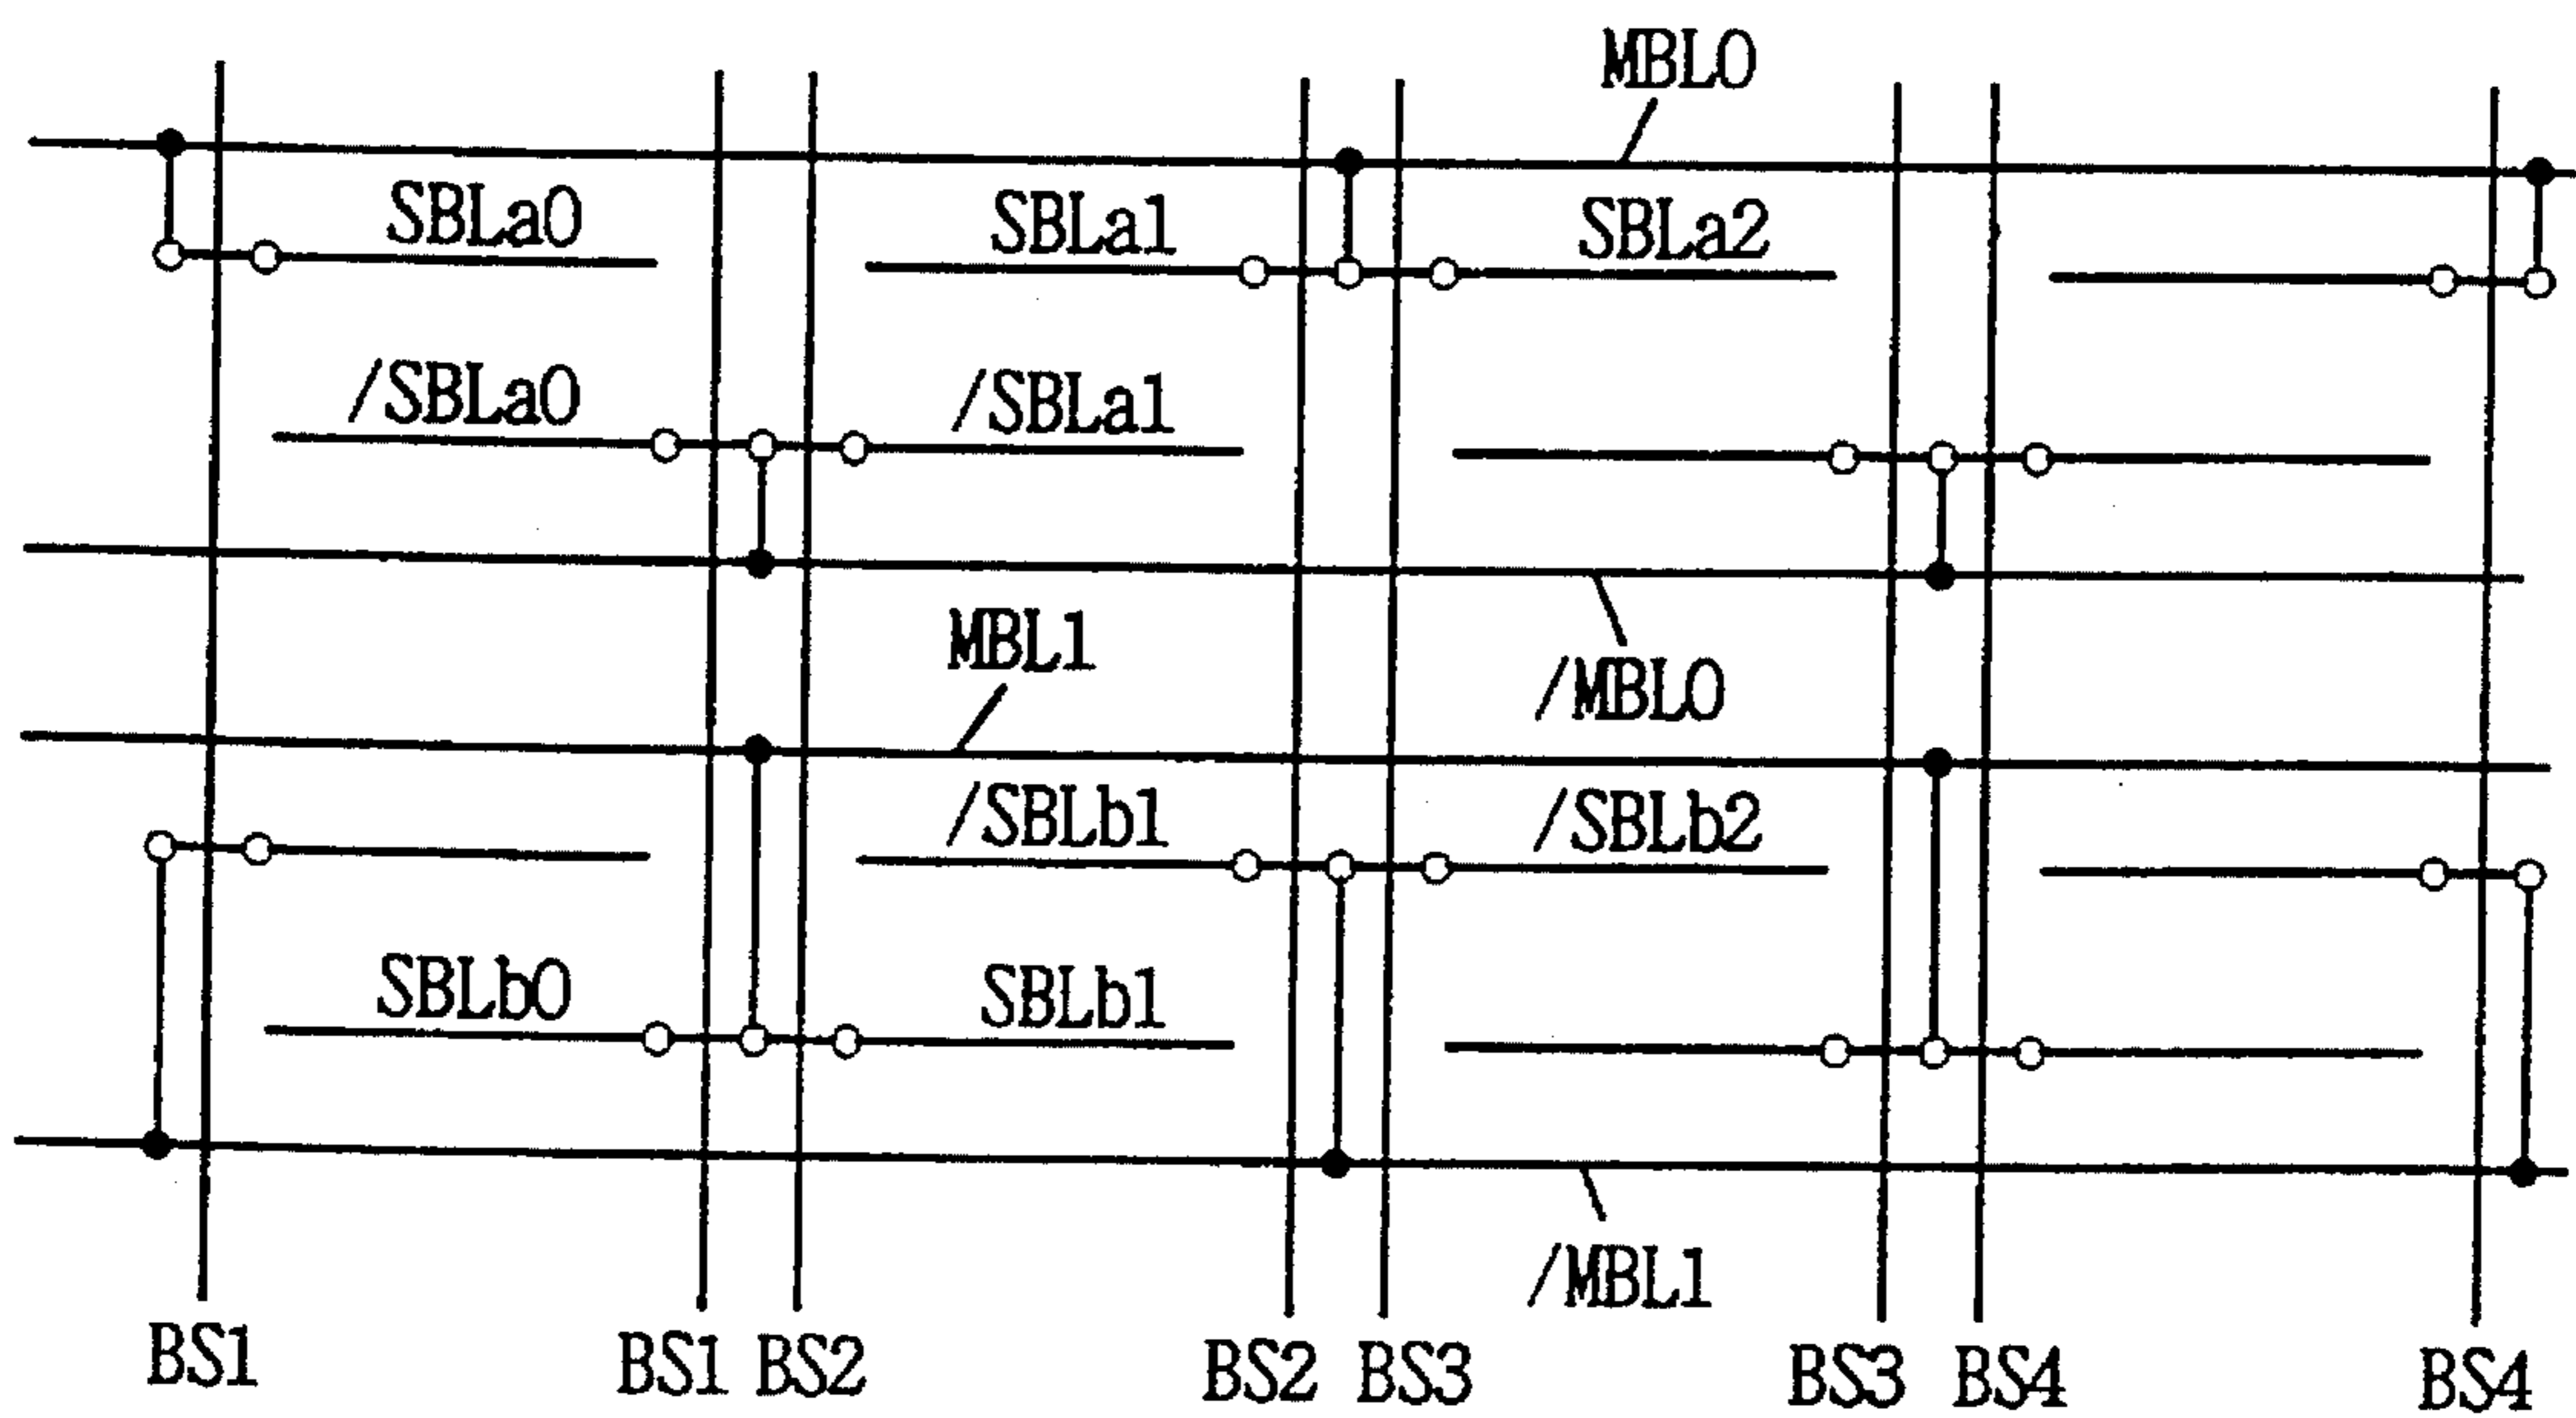 MBL0
SBLa0
SBLa1
SBLa2
/SBLa0
/SBLa1
MBL1
/MBL0
/SBLb1
/SBLb2
SBLb0
SBLb1
/MBL1
BS1
BS1
BS2
BS2
BS3
BS3
BS4
BS4